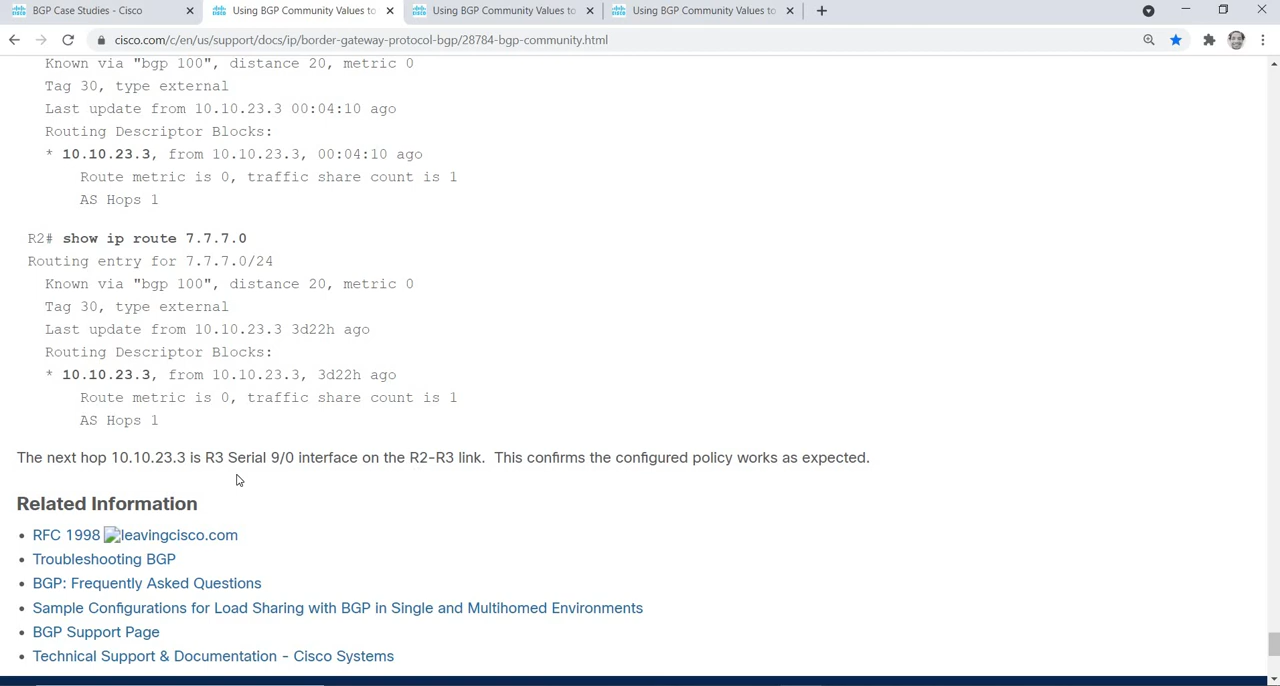 BGP Case Studies - Cisco
Using BGP Community Values to
Using BGP Community Values to
Using BGP Community Values to
cisco.com/c/en/us/support/docs/ip/border-gateway-protocol-bgp/28784-bgp-community.html
Known via "bgp 100", distance 20, metric 0
Tag 30, type external
Last update from 10.10.23.3 00:04:10 ago
Routing Descriptor Blocks:
* 10.10.23.3, from 10.10.23.3, 00:04:10 ago
Route metric is 0, traffic share count is 1
AS Hops 1
R2# show ip route 7.7.7.0
Routing entry for 7.7.7.0/24
Known via "bgp 100", distance 20, metric 0
Tag 30, type external
Last update from 10.10.23.3 3d22h ago
Routing Descriptor Blocks:
* 10.10.23.3, from 10.10.23.3, 3d22h ago
Route metric is 0, traffic share count is 1
AS Hops 1
The next hop 10.10.23.3 is R3 Serial 9/0 interface on the R2-R3 link. This confirms the configured policy works as expected.
Related Information
• RFC 1998 leavingcisco.com
• Troubleshooting BGP
• BGP: Frequently Asked Questions
• Sample Configurations for Load Sharing with BGP in Single and Multihomed Environments
• BGP Support Page
• Technical Support & Documentation - Cisco Systems